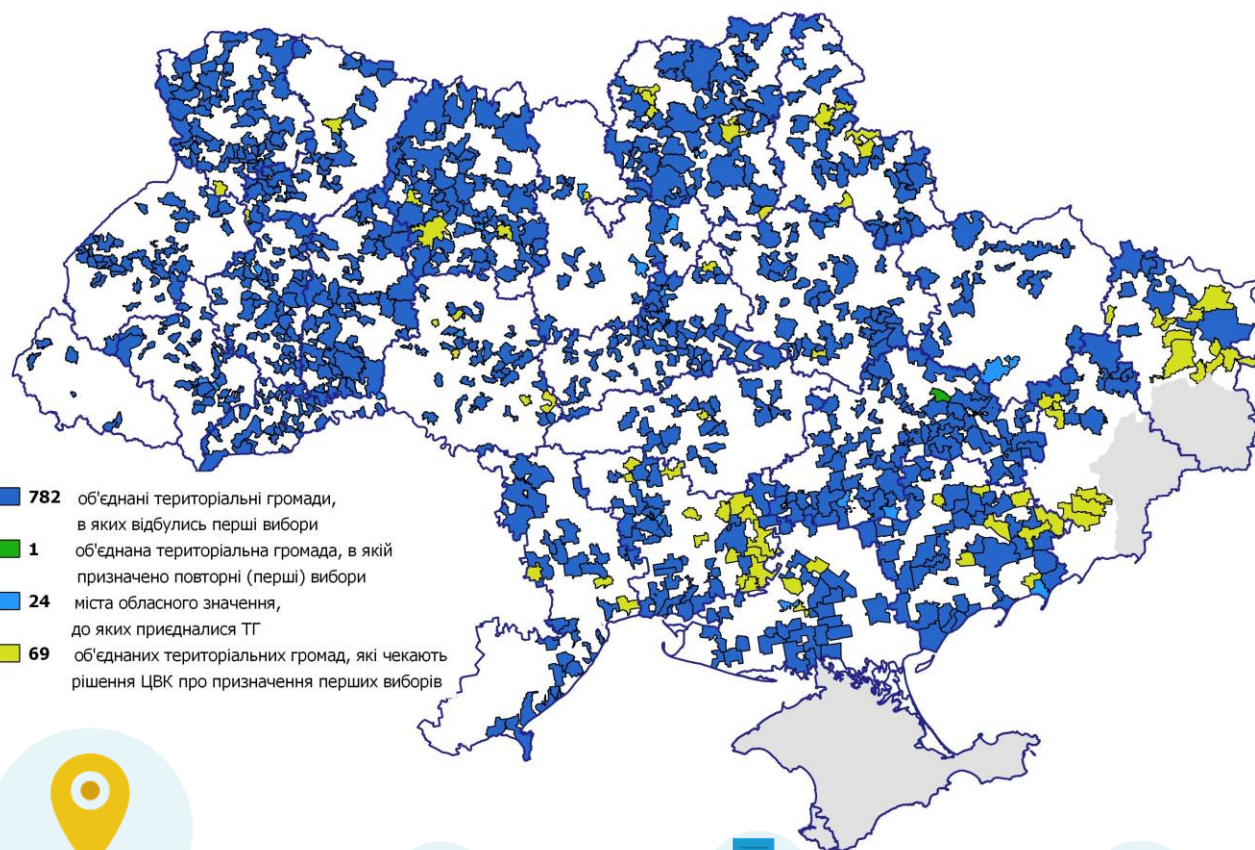 782 об'єднані територіальні громади,
в яких відбулись перші вибори
1 об'єднана територіальна громада, в якій
призначено повторні (перші) вибори
24 міста обласного значення,
до яких приєдналися ТГ
69 об'єднаних територіальних громад, які чекають
рішення ЦВК про призначення перших виборів